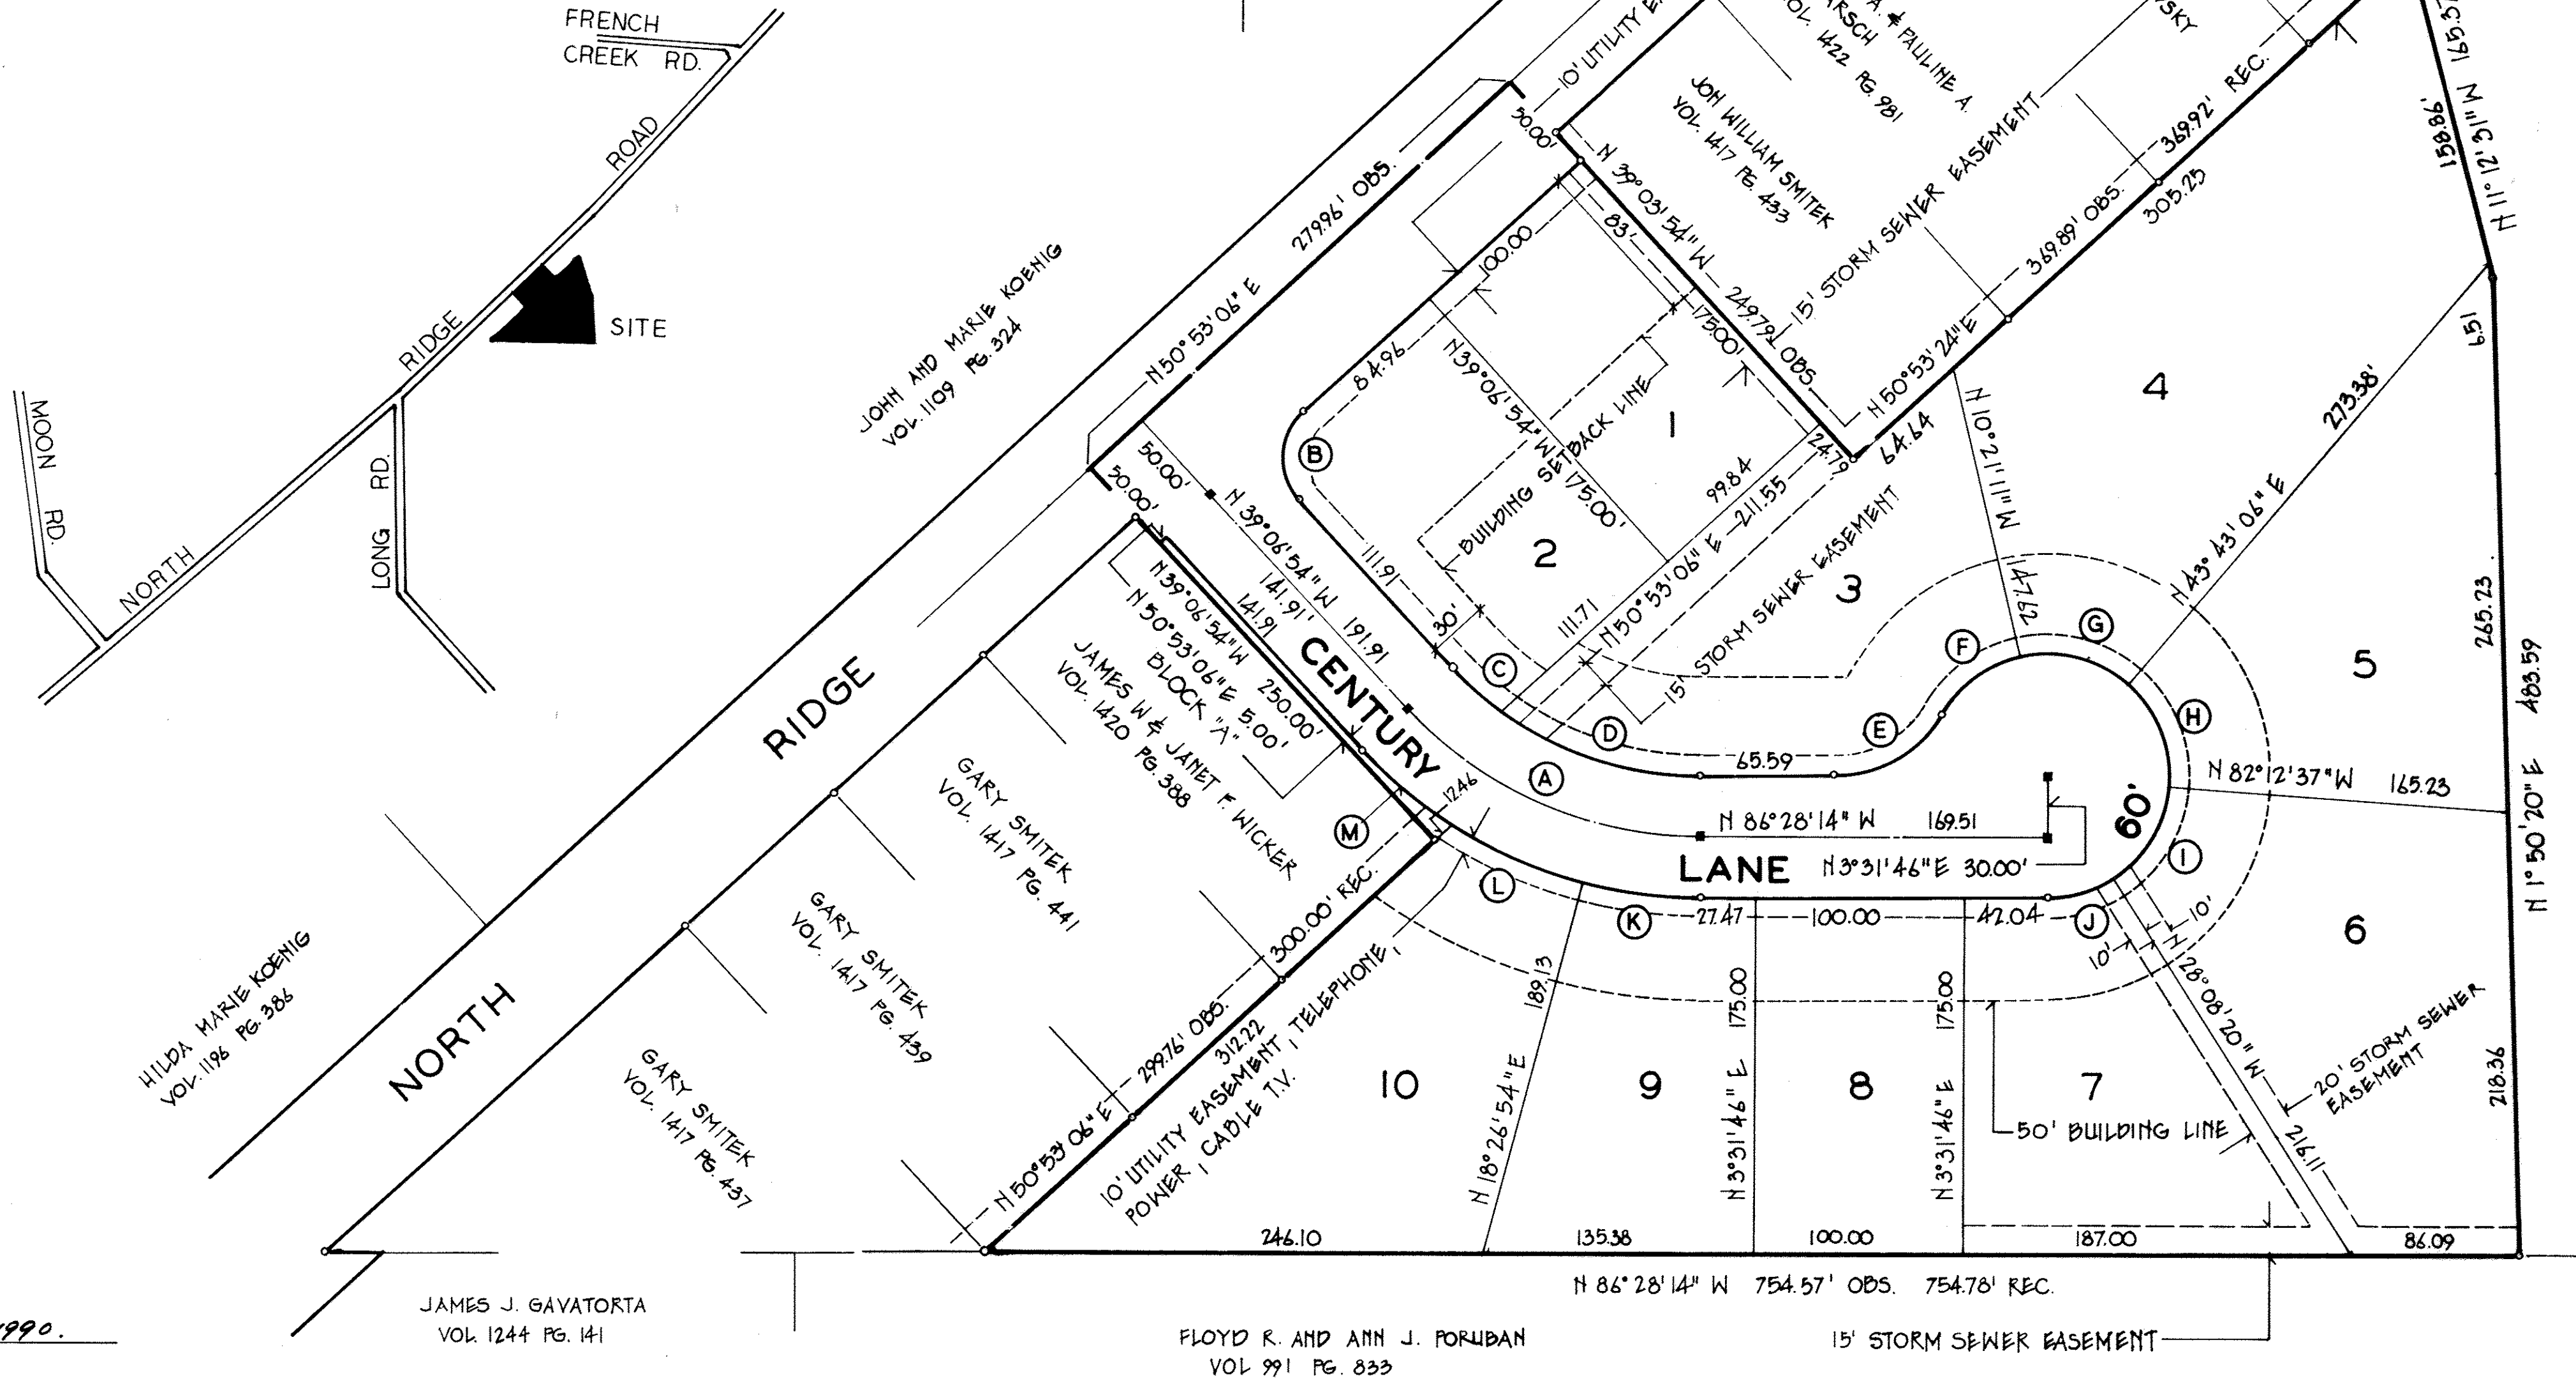 FRENCH
CREEK RD.
ROAD
RIDGE
SITE
MOON RD.
LONG RD.
NORTH
10' UTILITY
A. & PAULINE A.
VOL. 1422 PG. 981
JON WILLIAM SMITEK
VOL. 1417 PG. 433
15' STORM SEWER EASEMENT
369.92' REC.
369.89' OBS.
305.25
N 50°53'24" E
64.64
158.86'
N 11°12'31" W
6.51
265.23
N 1°50'20" E 483.59
218.36
JOHN AND MARIE KOENIG
VOL. 1109 PG. 324
N 50°53'06" E
279.96' OBS.
50.00'
50.00'
50.00'
N 39°03'54" W
249.79' OBS.
83'
100.00
175.00'
84.96
N 39°06'54" W 175.00'
BUILDING SETBACK LINE
1
2
3
4
5
6
7
8
9
10
B
111.91
30'
99.84
111.71
24.79
N 50°53'06" E 211.55
15' STORM SEWER EASEMENT
N 10°21'11" W
147.62
N 43°43'06" E
273.38'
N 39°06'54" W
141.91'
191.91
141.91
N 39°06'54" W 250.00'
N 50°53'06" E 5.00'
BLOCK "A"
JAMES W & JANET F. WICKER
VOL. 1420 PG. 388
CENTURY
LANE
C
D
E
F
G
H
I
J
K
L
M
A
65.59
12.46
N 86°28'14" W 169.51
N 3°31'46" E 30.00'
60'
N 82°12'37" W 165.23
27.47
100.00
42.04
10'
10'
RIDGE
NORTH
GARY SMITEK
VOL. 1417 PG. 441
GARY SMITEK
VOL. 1417 PG. 439
GARY SMITEK
VOL. 1417 PG. 437
HILDA MARIE KOENIG
VOL. 1196 PG. 386
300.00' REC.
299.76' OBS.
312.22
N 50°53'06" E
10' UTILITY EASEMENT, TELEPHONE,
POWER, CABLE T.V.
189.13
N 18°26'54" E
175.00
N 3°31'46" E
175.00
N 3°31'46" E
50' BUILDING LINE
N 28°08'20" W
216.11
20' STORM SEWER
EASEMENT
246.10
135.38
100.00
187.00
86.09
N 86°28'14" W 754.57' OBS. 754.78' REC.
JAMES J. GAVATORTA
VOL. 1244 PG. 141
FLOYD R. AND ANN J. PORUBAN
VOL 991 PG. 833
15' STORM SEWER EASEMENT
1990.